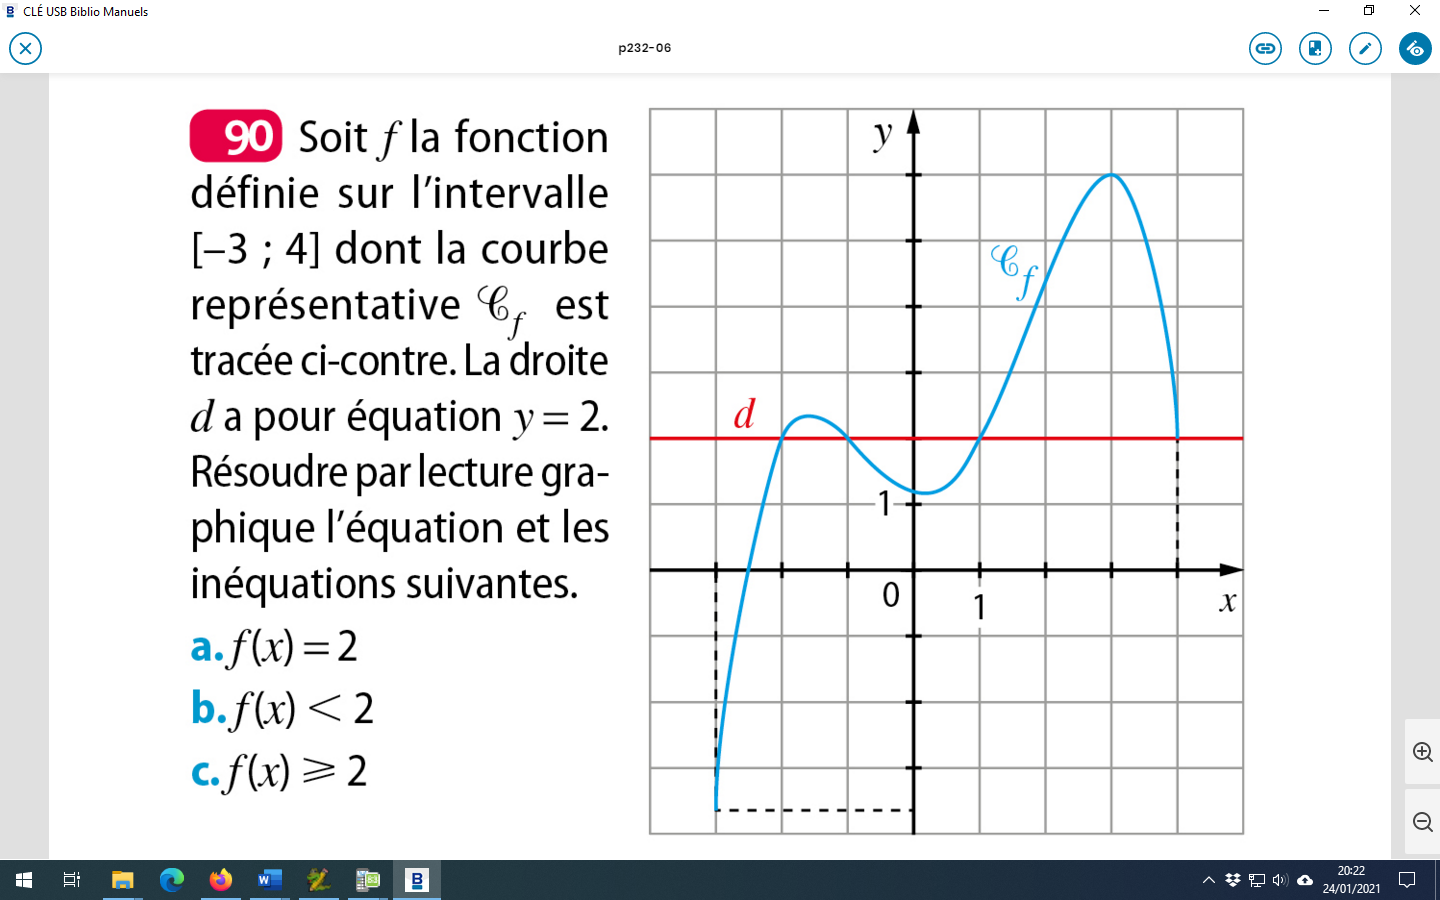 CLÉ USB Biblio Manuels
p232-06
90 Soit f la fonction
définie sur l'intervalle
[–3 ; 4] dont la courbe
représentative 𝒞f est
tracée ci-contre. La droite
d a pour équation y = 2.
Résoudre par lecture gra-
phique l'équation et les
inéquations suivantes.
a. f(x) = 2
b. f(x) < 2
c. f(x) ⩾ 2
y
𝒞f
d
1
0
1
x
20:22
24/01/2021